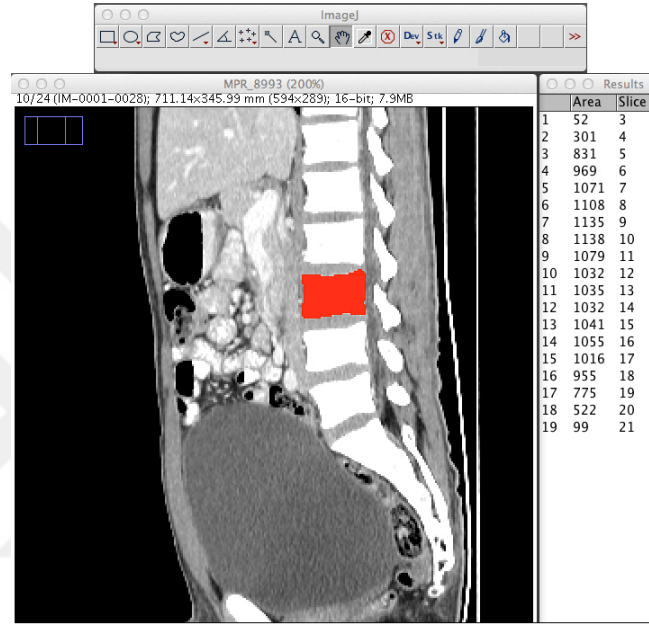 ImageJ
A
Dev
Stk
>>
MPR_8993 (200%)
10/24 (IM-0001-0028); 711.14x345.99 mm (594x289); 16-bit; 7.9MB
Results
Area Slice
1 52 3
2 301 4
3 831 5
4 969 6
5 1071 7
6 1108 8
7 1135 9
8 1138 10
9 1079 11
10 1032 12
11 1035 13
12 1032 14
13 1041 15
14 1055 16
15 1016 17
16 955 18
17 775 19
18 522 20
19 99 21